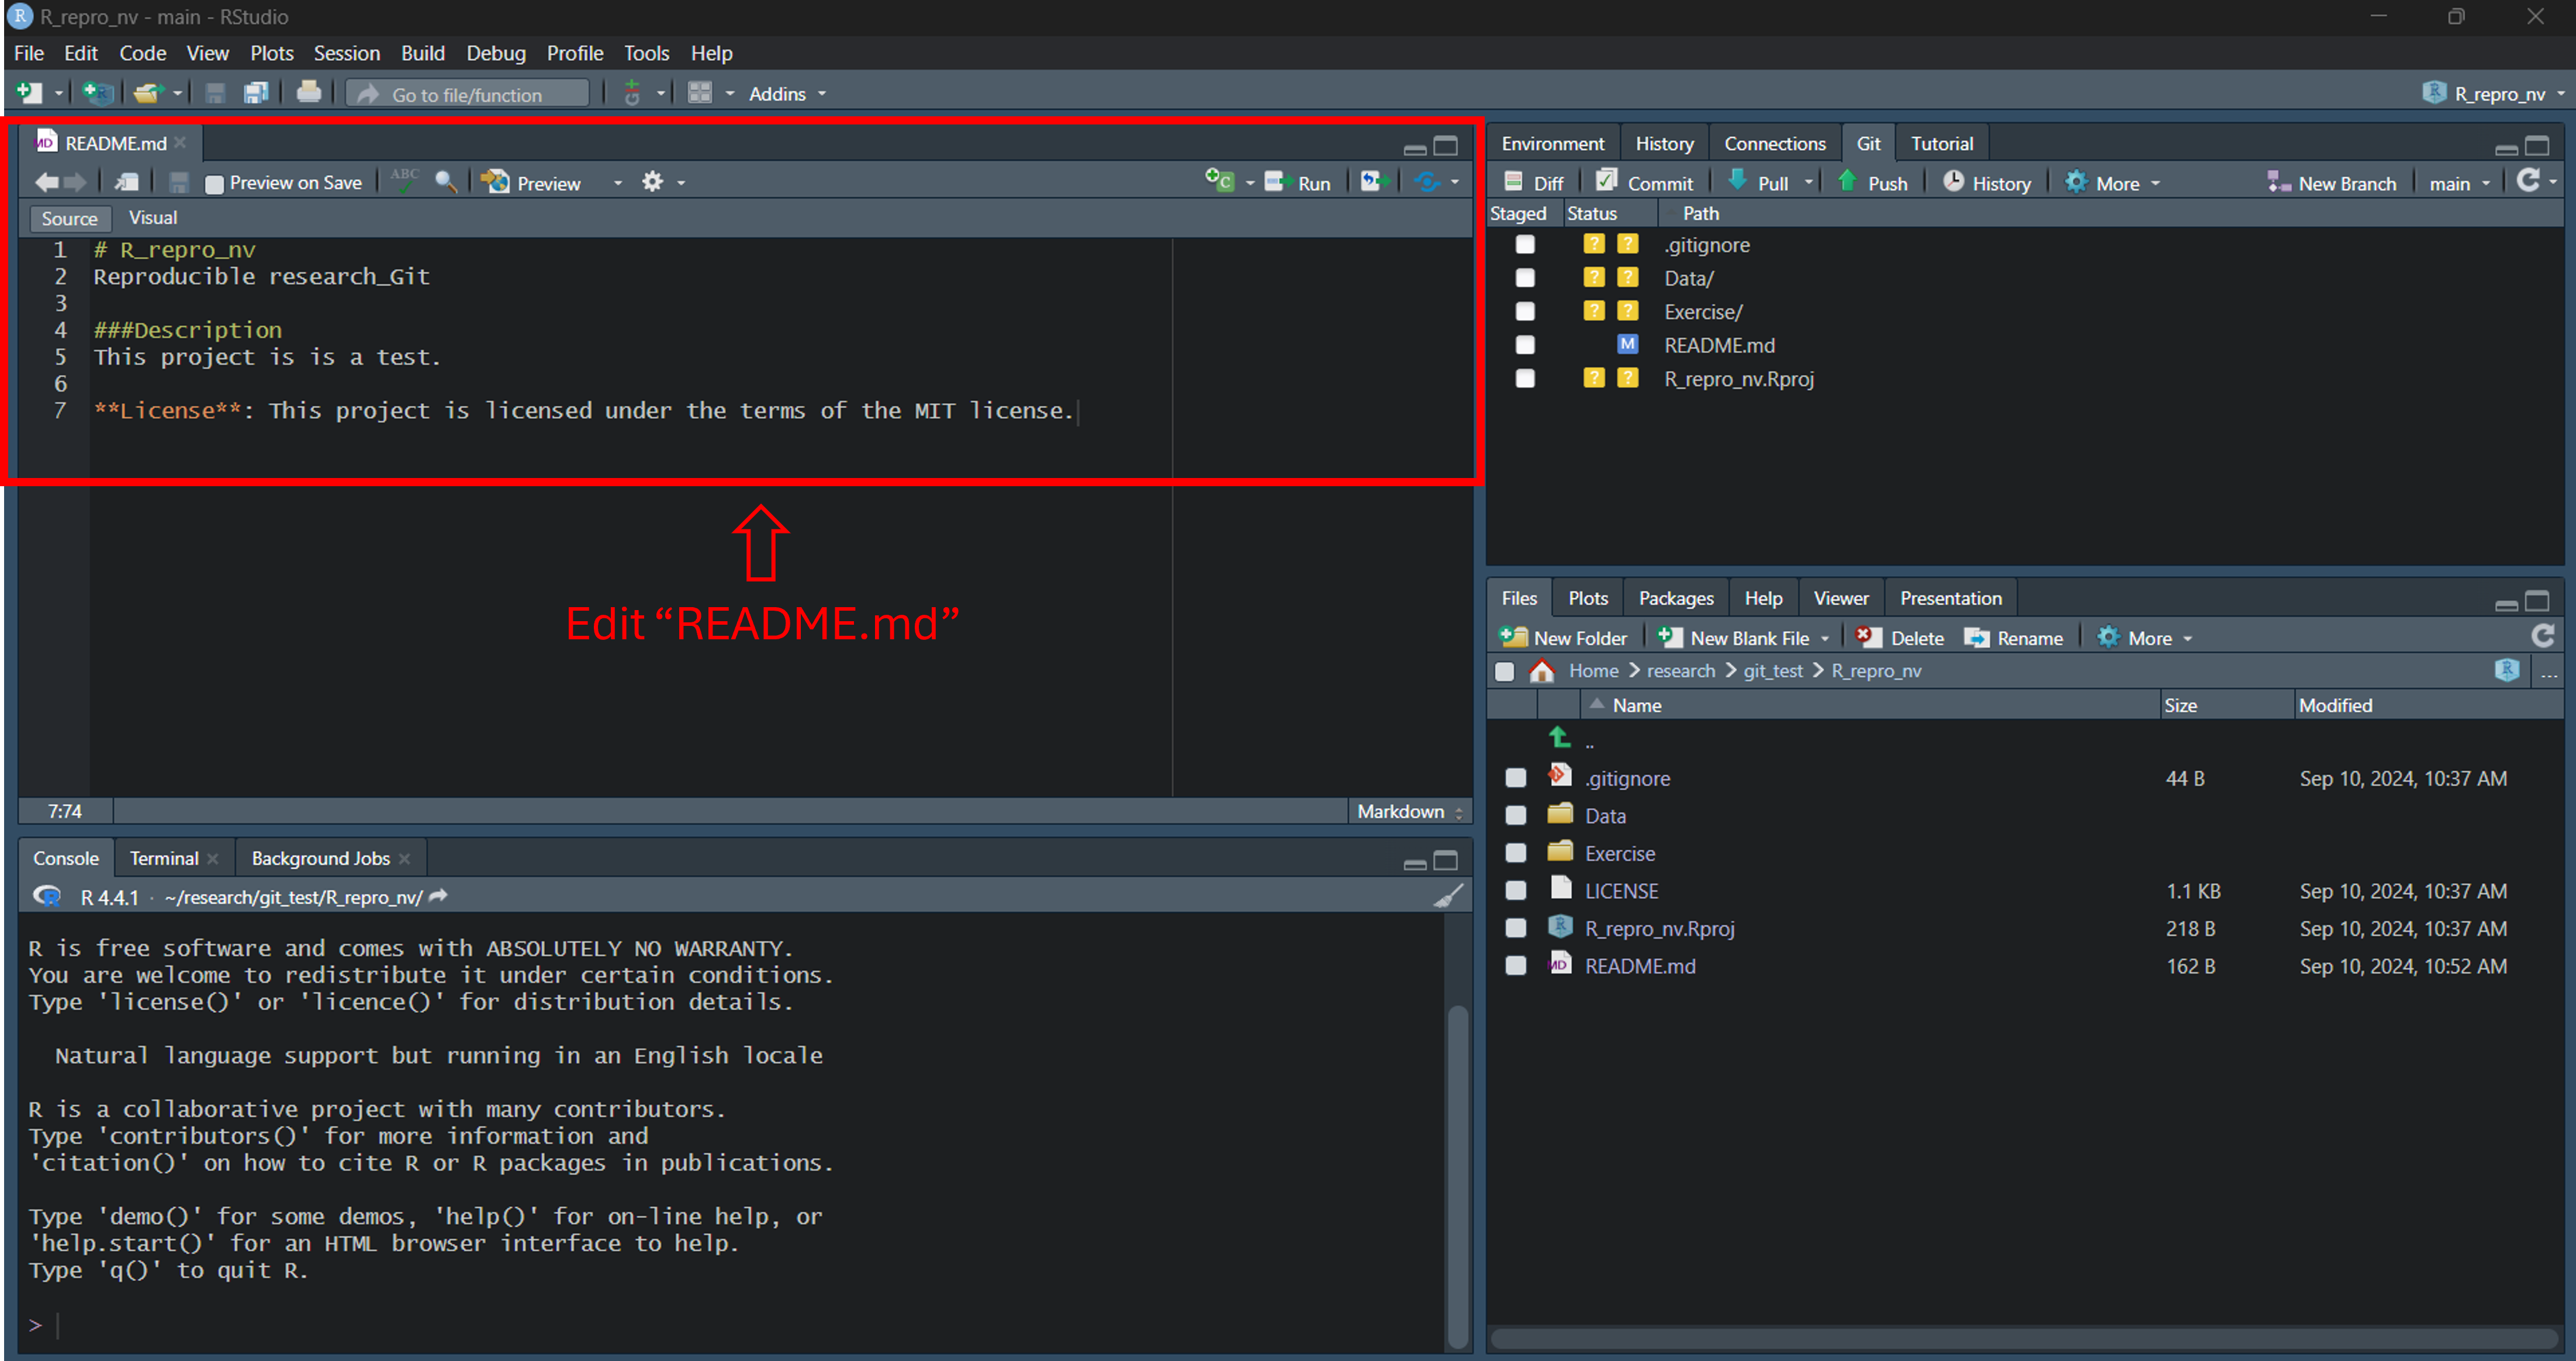 R_repro_nv - main - RStudio
File Edit Code View Plots Session Build Debug Profile Tools Help
Go to file/function Addins R_repro_nv
README.md
Preview on Save ABC Preview Run
Source Visual
1 # R_repro_nv
2 Reproducible research_Git
3
4 ###Description
5 This project is is a test.
6
7 **License**: This project is licensed under the terms of the MIT license.
Edit “README.md”
7:74 Markdown
Console Terminal Background Jobs
R 4.4.1 · ~/research/git_test/R_repro_nv/
R is free software and comes with ABSOLUTELY NO WARRANTY.
You are welcome to redistribute it under certain conditions.
Type 'license()' or 'licence()' for distribution details.
Natural language support but running in an English locale
R is a collaborative project with many contributors.
Type 'contributors()' for more information and
'citation()' on how to cite R or R packages in publications.
Type 'demo()' for some demos, 'help()' for on-line help, or
'help.start()' for an HTML browser interface to help.
Type 'q()' to quit R.
>
Environment History Connections Git Tutorial
Diff Commit Pull Push History More New Branch main
Staged Status Path
? ? .gitignore
? ? Data/
? ? Exercise/
M README.md
? ? R_repro_nv.Rproj
Files Plots Packages Help Viewer Presentation
New Folder New Blank File Delete Rename More
Home research git_test R_repro_nv ...
Name Size Modified
..
.gitignore 44 B Sep 10, 2024, 10:37 AM
Data
Exercise
LICENSE 1.1 KB Sep 10, 2024, 10:37 AM
R_repro_nv.Rproj 218 B Sep 10, 2024, 10:37 AM
README.md 162 B Sep 10, 2024, 10:52 AM